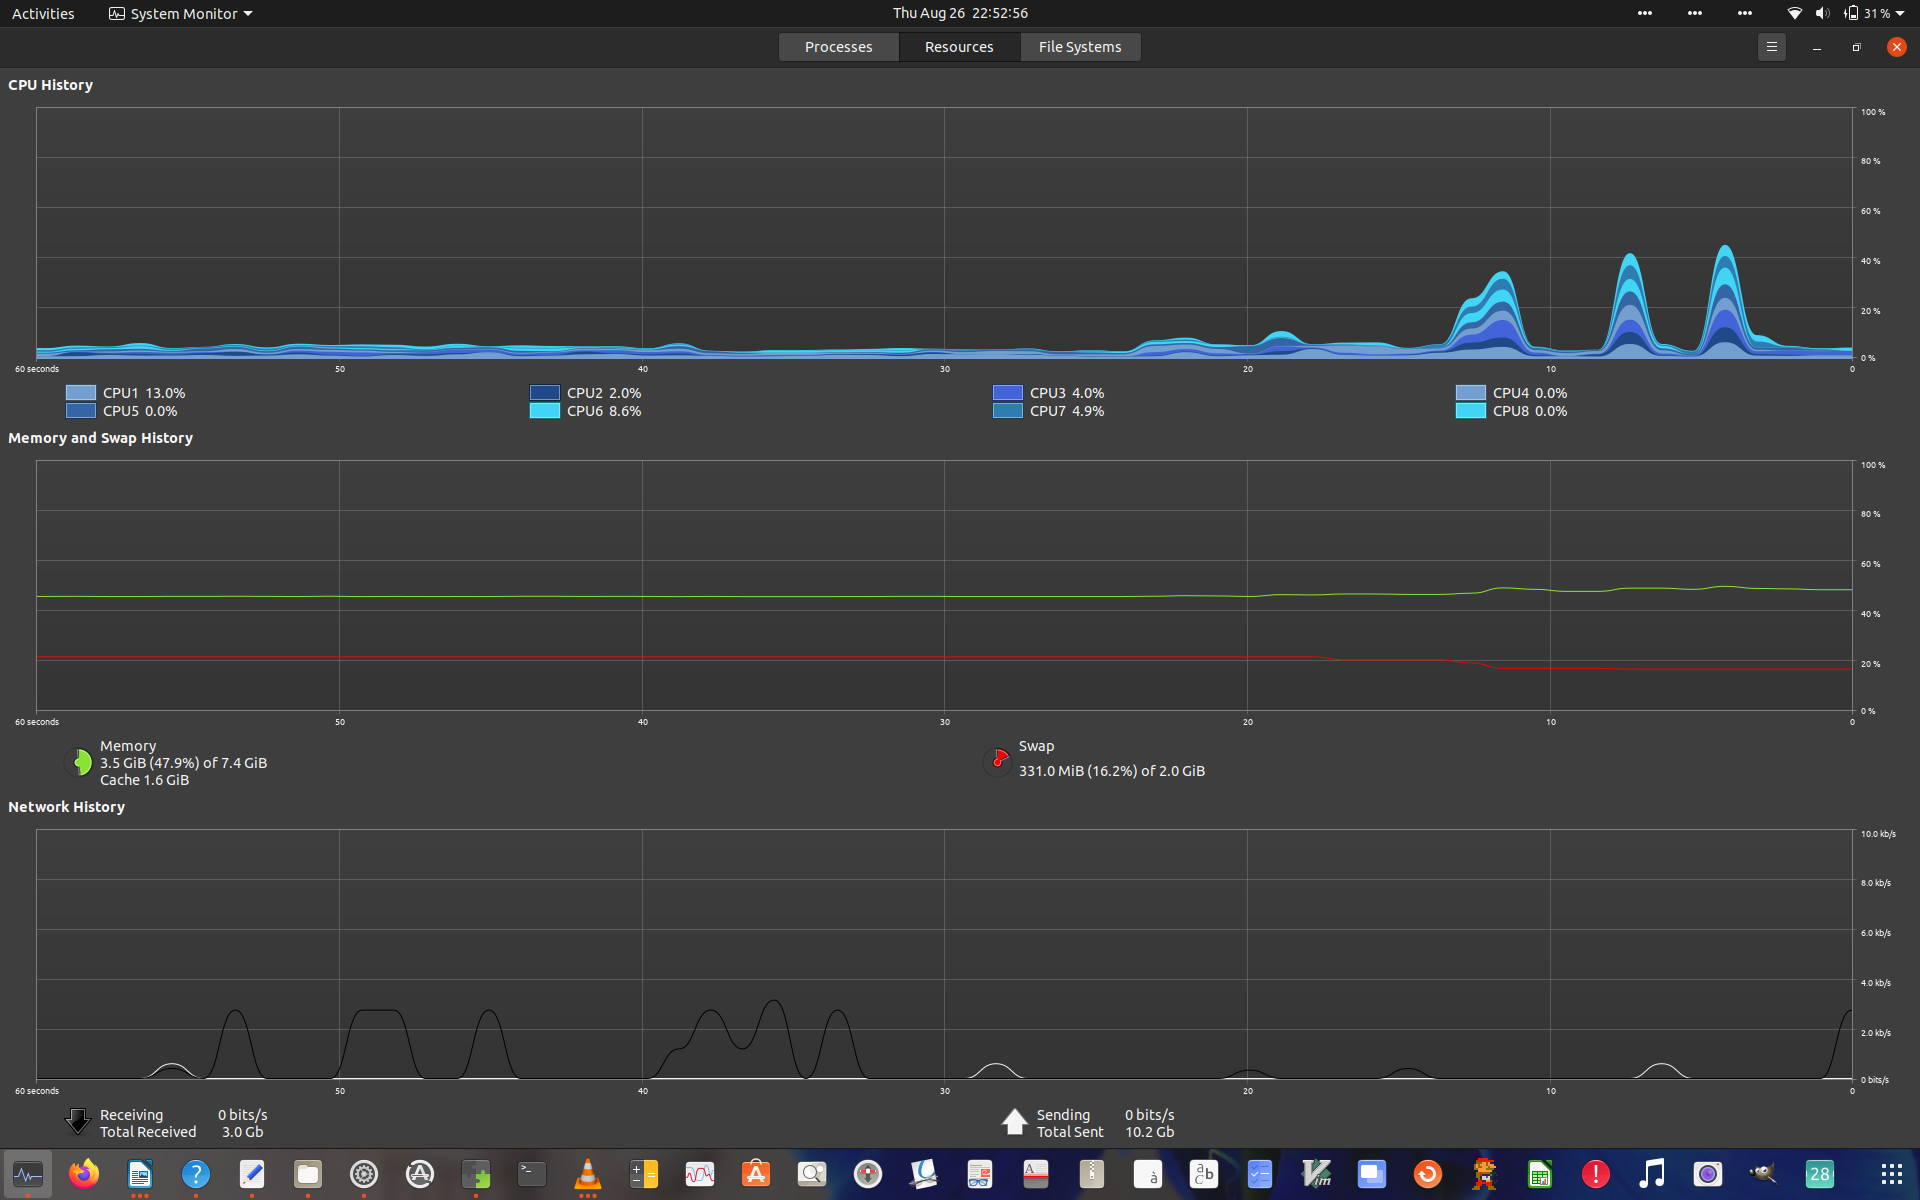 Activities System Monitor Thu Aug 26 22:52:56 31 %
Processes Resources File Systems
CPU History
100 %
80 %
60 %
40 %
20 %
0 %
60 seconds 50 40 30 20 10 0
CPU1 13.0% CPU2 2.0% CPU3 4.0% CPU4 0.0%
CPU5 0.0% CPU6 8.6% CPU7 4.9% CPU8 0.0%
Memory and Swap History
100 %
80 %
60 %
40 %
20 %
0 %
60 seconds 50 40 30 20 10 0
Memory Swap
3.5 GiB (47.9%) of 7.4 GiB 331.0 MiB (16.2%) of 2.0 GiB
Cache 1.6 GiB
Network History
10.0 kb/s
8.0 kb/s
6.0 kb/s
4.0 kb/s
2.0 kb/s
0 bits/s
60 seconds 50 40 30 20 10 0
Receiving 0 bits/s Sending 0 bits/s
Total Received 3.0 Gb Total Sent 10.2 Gb
? >_ A à a b c Vim ! 28